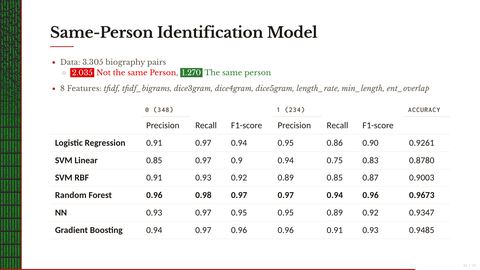 Same-Person Identification Model
Data: 3.305 biography pairs
2.035 Not the same Person, 1.270 The same person
8 Features: tfidf, tfidf_bigrams, dice3gram, dice4gram, dice5gram, length_rate, min_length, ent_overlap
0 (348) 1 (234) ACCURACY
Precision Recall F1-score Precision Recall F1-score
Logistic Regression 0.91 0.97 0.94 0.95 0.86 0.90 0.9261
SVM Linear 0.85 0.97 0.9 0.94 0.75 0.83 0.8780
SVM RBF 0.91 0.93 0.92 0.89 0.85 0.87 0.9003
Random Forest 0.96 0.98 0.97 0.97 0.94 0.96 0.9673
NN 0.93 0.97 0.95 0.95 0.89 0.92 0.9347
Gradient Boosting 0.94 0.97 0.96 0.96 0.91 0.93 0.9485